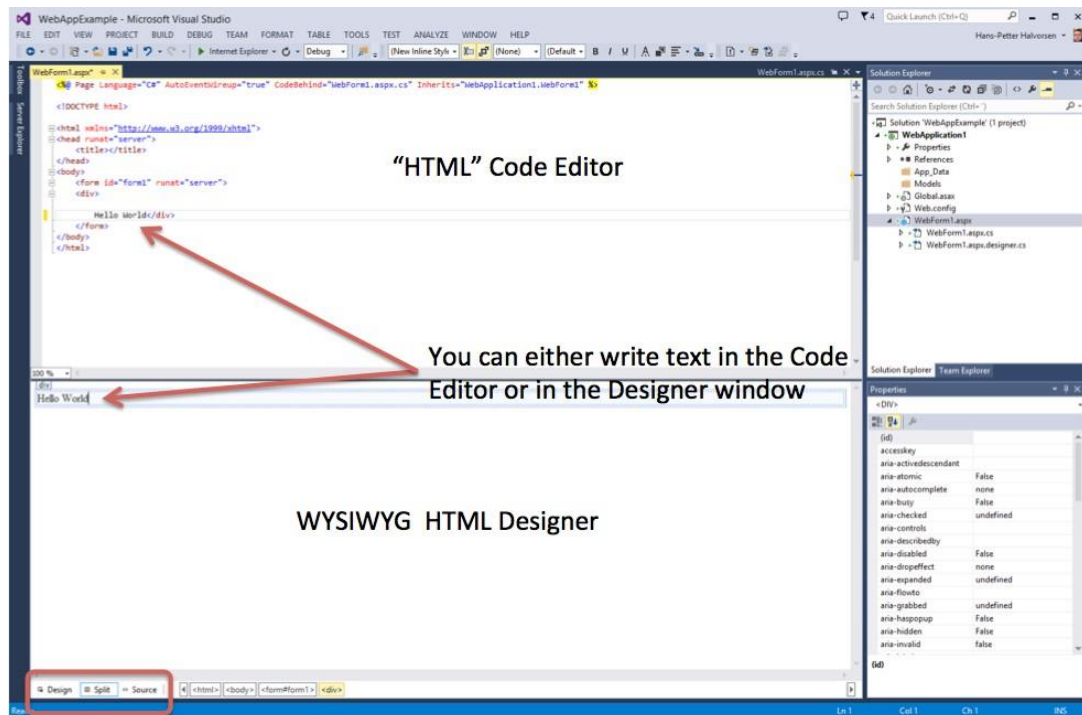 WebAppExample - Microsoft Visual Studio
4 Quick Launch (Ctrl+Q)
FILE EDIT VIEW PROJECT BUILD DEBUG TEAM FORMAT TABLE TOOLS TEST ANALYZE WINDOW HELP
Hans-Petter Halvorsen
Internet Explorer Debug (New Inline Style (None) (Default B I U A
Toolbox
Server Explorer
WebForm1.aspx*
WebForm1.aspx.cs
<%@ Page Language="C#" AutoEventWireup="true" CodeBehind="WebForm1.aspx.cs" Inherits="WebApplication1.WebForm1" %>
<!DOCTYPE html>
<html xmlns="http://www.w3.org/1999/xhtml">
<head runat="server">
<title></title>
</head>
<body>
<form id="form1" runat="server">
<div>
Hello World</div>
</form>
</body>
</html>
“HTML” Code Editor
You can either write text in the Code
Editor or in the Designer window
100 %
div
Hello World
WYSIWYG HTML Designer
Design Split Source <html> <body> <form#form1> <div>
Solution Explorer
Search Solution Explorer (Ctrl+¨)
Solution 'WebAppExample' (1 project)
WebApplication1
Properties
References
App_Data
Models
Global.asax
Web.config
WebForm1.aspx
WebForm1.aspx.cs
WebForm1.aspx.designer.cs
Solution Explorer Team Explorer
Properties
<DIV>
(id)
accesskey
aria-activedescendant
aria-atomic False
aria-autocomplete none
aria-busy False
aria-checked undefined
aria-controls
aria-describedby
aria-disabled False
aria-dropeffect none
aria-expanded undefined
aria-flowto
aria-grabbed undefined
aria-haspopup False
aria-hidden False
aria-invalid false
(id)
Ln 1 Col 1 Ch 1 INS